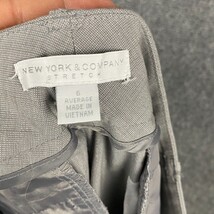 NEW YORK & COMPANY
STRETCH
6
AVERAGE
MADE IN
VIETNAM